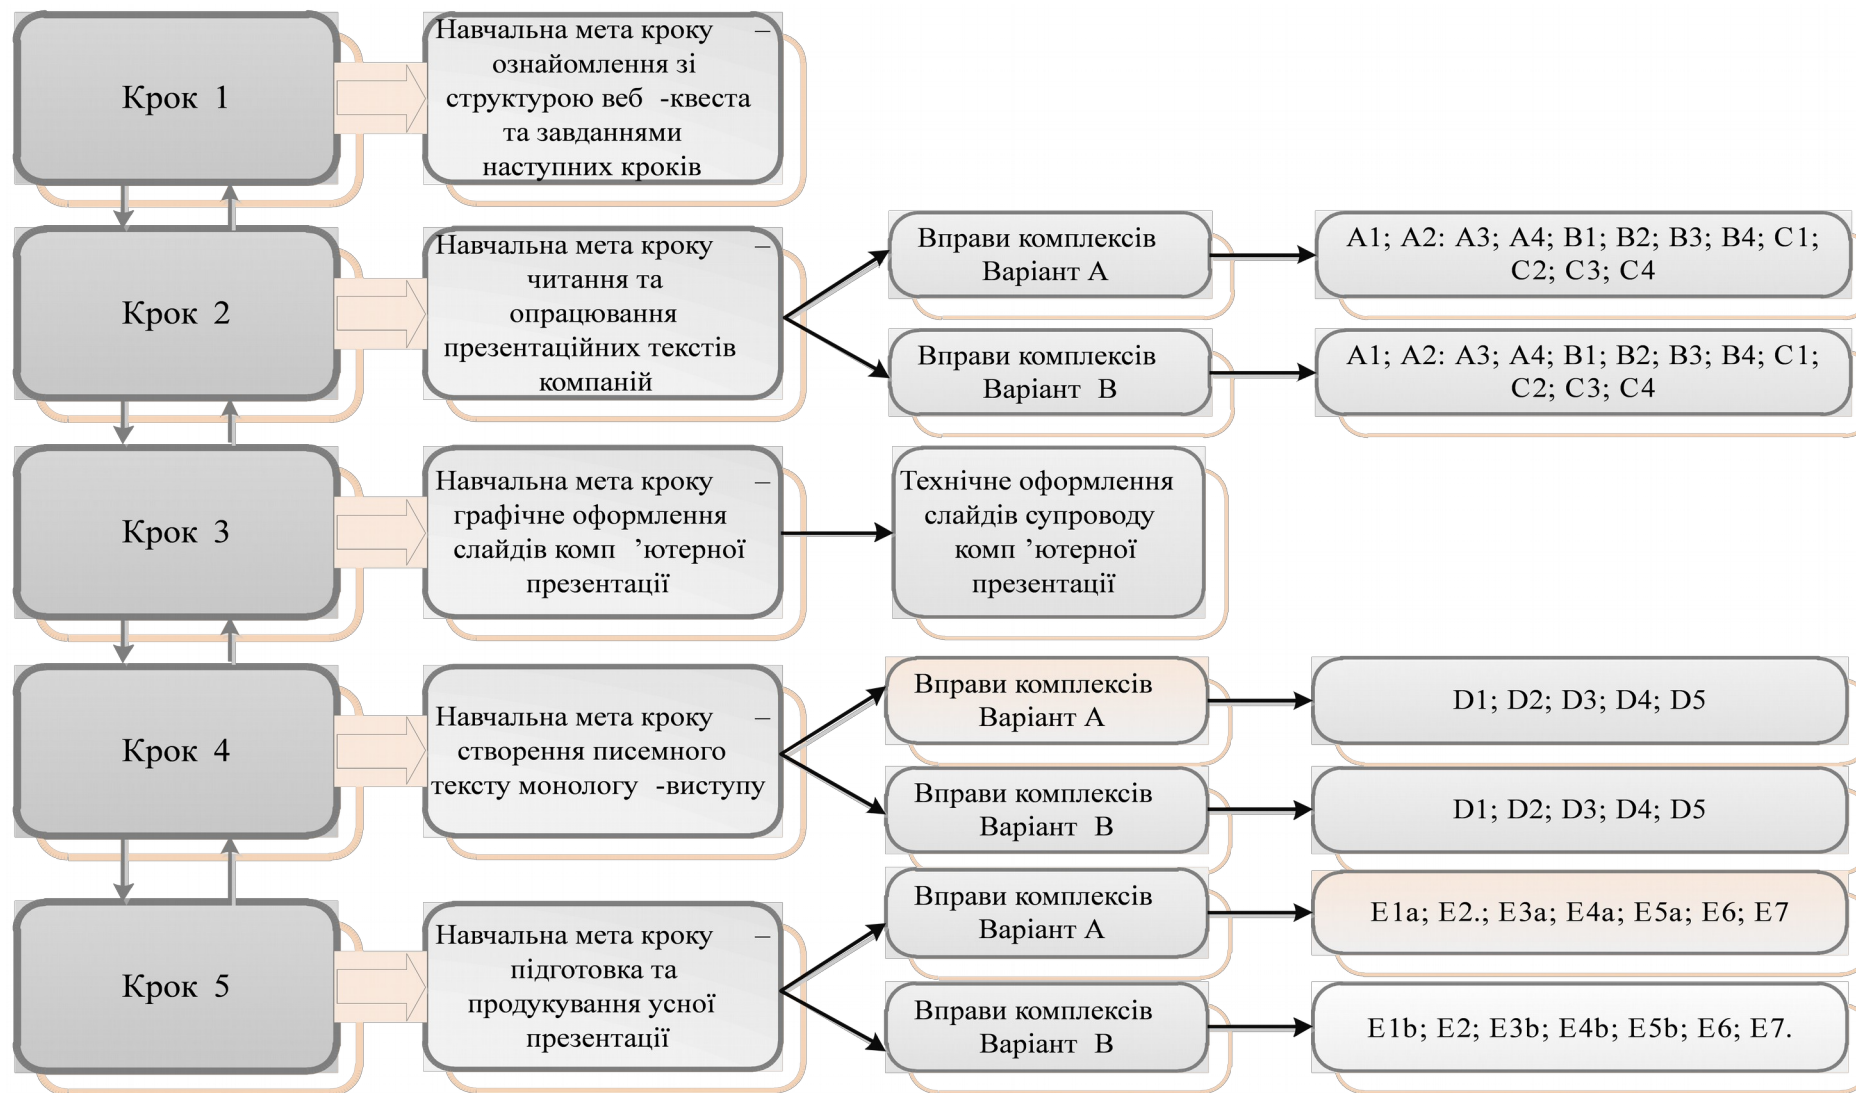 Крок 1
Навчальна мета кроку –
ознайомлення зі
структурою веб -квеста
та завданнями
наступних кроків
Крок 2
Навчальна мета кроку –
читання та
опрацювання
презентаційних текстів
компаній
Вправи комплексів
Варіант А
A1; A2: A3; A4; B1; B2; B3; B4; C1;
C2; C3; C4
Вправи комплексів
Варіант В
A1; A2: A3; A4; B1; B2; B3; B4; C1;
C2; C3; C4
Крок 3
Навчальна мета кроку –
графічне оформлення
слайдів комп ’ютерної
презентації
Технічне оформлення
слайдів супроводу
комп ’ютерної
презентації
Крок 4
Навчальна мета кроку –
створення писемного
тексту монологу -виступу
Вправи комплексів
Варіант А
D1; D2; D3; D4; D5
Вправи комплексів
Варіант В
D1; D2; D3; D4; D5
Крок 5
Навчальна мета кроку –
підготовка та
продукування усної
презентації
Вправи комплексів
Варіант А
E1a; E2.; E3a; E4a; E5a; E6; E7
Вправи комплексів
Варіант В
E1b; E2; E3b; E4b; E5b; E6; E7.